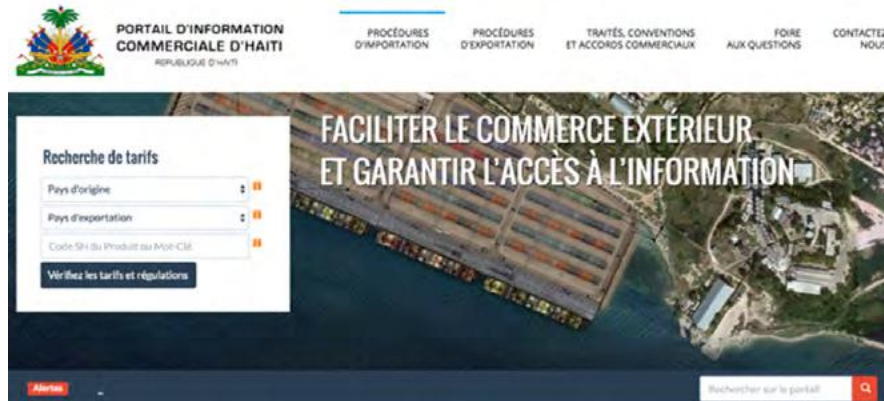 PORTAIL D'INFORMATION
COMMERCIALE D'HAITI
REPUBLIQUE D'HAITI
PROCÉDURES
D'IMPORTATION
PROCÉDURES
D'EXPORTATION
TRAITÉS, CONVENTIONS
ET ACCORDS COMMERCIAUX
FOIRE
AUX QUESTIONS
CONTACTEZ
NOUS
FACILITER LE COMMERCE EXTÉRIEUR
ET GARANTIR L'ACCÈS À L'INFORMATION
Recherche de tarifs
Pays d'origine
Pays d'exportation
Code SH du Produit ou Mot-Clé
Vérifiez les tarifs et régulations
Alertes
Rechercher sur le portail